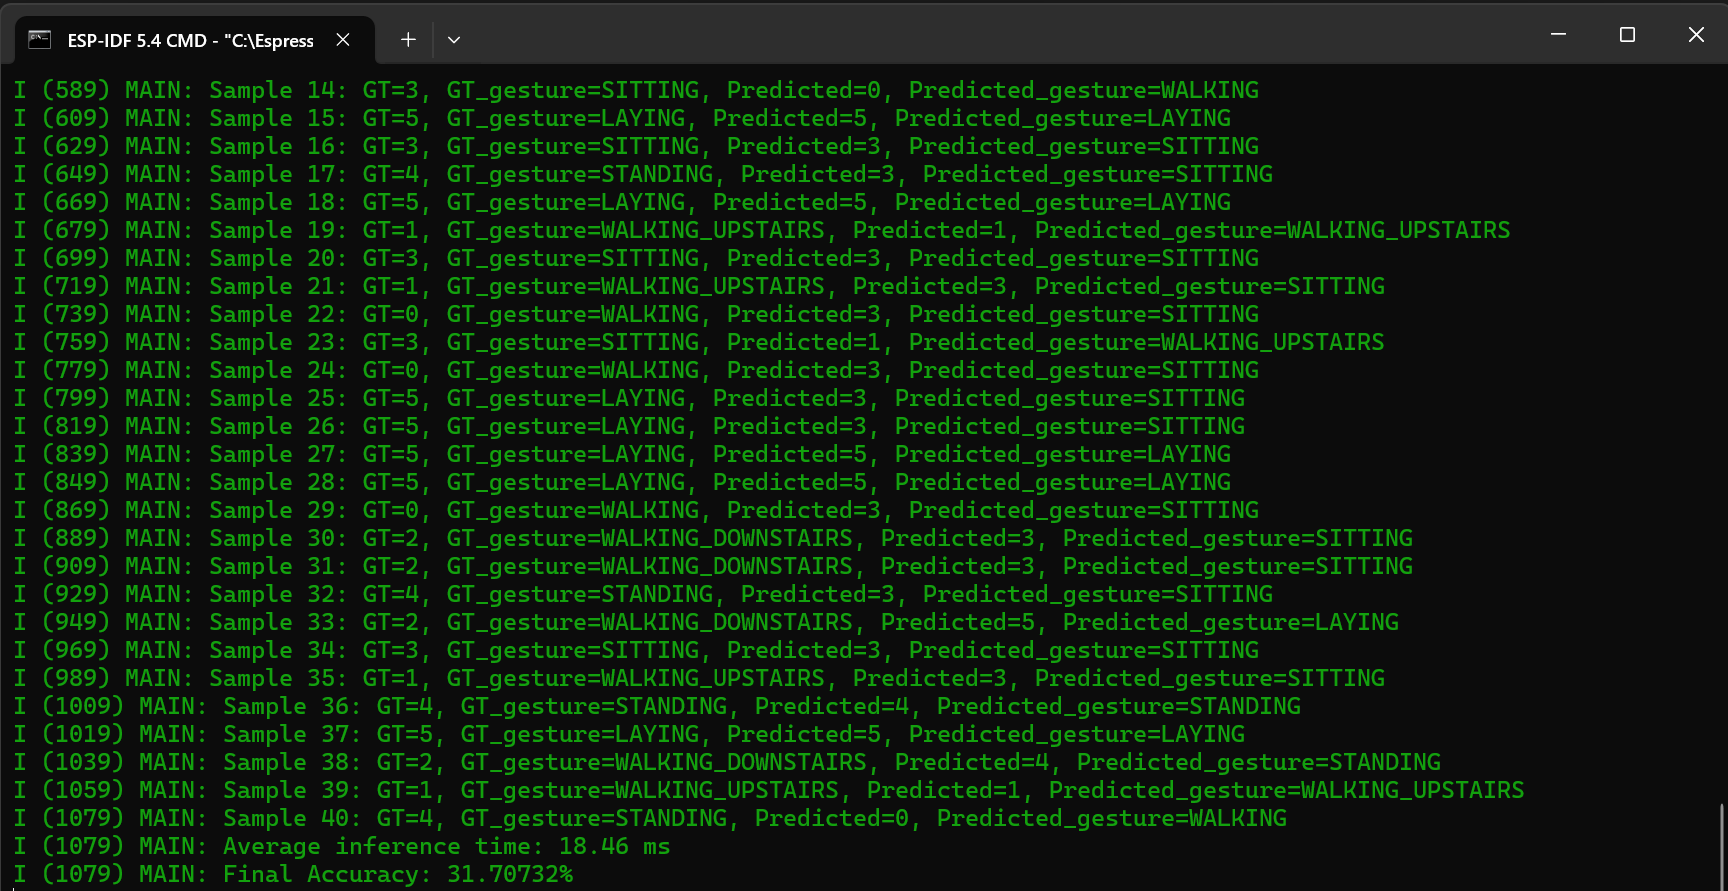 ESP-IDF 5.4 CMD - "C:\Espress
I (589) MAIN: Sample 14: GT=3, GT_gesture=SITTING, Predicted=0, Predicted_gesture=WALKING
I (609) MAIN: Sample 15: GT=5, GT_gesture=LAYING, Predicted=5, Predicted_gesture=LAYING
I (629) MAIN: Sample 16: GT=3, GT_gesture=SITTING, Predicted=3, Predicted_gesture=SITTING
I (649) MAIN: Sample 17: GT=4, GT_gesture=STANDING, Predicted=3, Predicted_gesture=SITTING
I (669) MAIN: Sample 18: GT=5, GT_gesture=LAYING, Predicted=5, Predicted_gesture=LAYING
I (679) MAIN: Sample 19: GT=1, GT_gesture=WALKING_UPSTAIRS, Predicted=1, Predicted_gesture=WALKING_UPSTAIRS
I (699) MAIN: Sample 20: GT=3, GT_gesture=SITTING, Predicted=3, Predicted_gesture=SITTING
I (719) MAIN: Sample 21: GT=1, GT_gesture=WALKING_UPSTAIRS, Predicted=3, Predicted_gesture=SITTING
I (739) MAIN: Sample 22: GT=0, GT_gesture=WALKING, Predicted=3, Predicted_gesture=SITTING
I (759) MAIN: Sample 23: GT=3, GT_gesture=SITTING, Predicted=1, Predicted_gesture=WALKING_UPSTAIRS
I (779) MAIN: Sample 24: GT=0, GT_gesture=WALKING, Predicted=3, Predicted_gesture=SITTING
I (799) MAIN: Sample 25: GT=5, GT_gesture=LAYING, Predicted=3, Predicted_gesture=SITTING
I (819) MAIN: Sample 26: GT=5, GT_gesture=LAYING, Predicted=3, Predicted_gesture=SITTING
I (839) MAIN: Sample 27: GT=5, GT_gesture=LAYING, Predicted=5, Predicted_gesture=LAYING
I (849) MAIN: Sample 28: GT=5, GT_gesture=LAYING, Predicted=5, Predicted_gesture=LAYING
I (869) MAIN: Sample 29: GT=0, GT_gesture=WALKING, Predicted=3, Predicted_gesture=SITTING
I (889) MAIN: Sample 30: GT=2, GT_gesture=WALKING_DOWNSTAIRS, Predicted=3, Predicted_gesture=SITTING
I (909) MAIN: Sample 31: GT=2, GT_gesture=WALKING_DOWNSTAIRS, Predicted=3, Predicted_gesture=SITTING
I (929) MAIN: Sample 32: GT=4, GT_gesture=STANDING, Predicted=3, Predicted_gesture=SITTING
I (949) MAIN: Sample 33: GT=2, GT_gesture=WALKING_DOWNSTAIRS, Predicted=5, Predicted_gesture=LAYING
I (969) MAIN: Sample 34: GT=3, GT_gesture=SITTING, Predicted=3, Predicted_gesture=SITTING
I (989) MAIN: Sample 35: GT=1, GT_gesture=WALKING_UPSTAIRS, Predicted=3, Predicted_gesture=SITTING
I (1009) MAIN: Sample 36: GT=4, GT_gesture=STANDING, Predicted=4, Predicted_gesture=STANDING
I (1019) MAIN: Sample 37: GT=5, GT_gesture=LAYING, Predicted=5, Predicted_gesture=LAYING
I (1039) MAIN: Sample 38: GT=2, GT_gesture=WALKING_DOWNSTAIRS, Predicted=4, Predicted_gesture=STANDING
I (1059) MAIN: Sample 39: GT=1, GT_gesture=WALKING_UPSTAIRS, Predicted=1, Predicted_gesture=WALKING_UPSTAIRS
I (1079) MAIN: Sample 40: GT=4, GT_gesture=STANDING, Predicted=0, Predicted_gesture=WALKING
I (1079) MAIN: Average inference time: 18.46 ms
I (1079) MAIN: Final Accuracy: 31.70732%